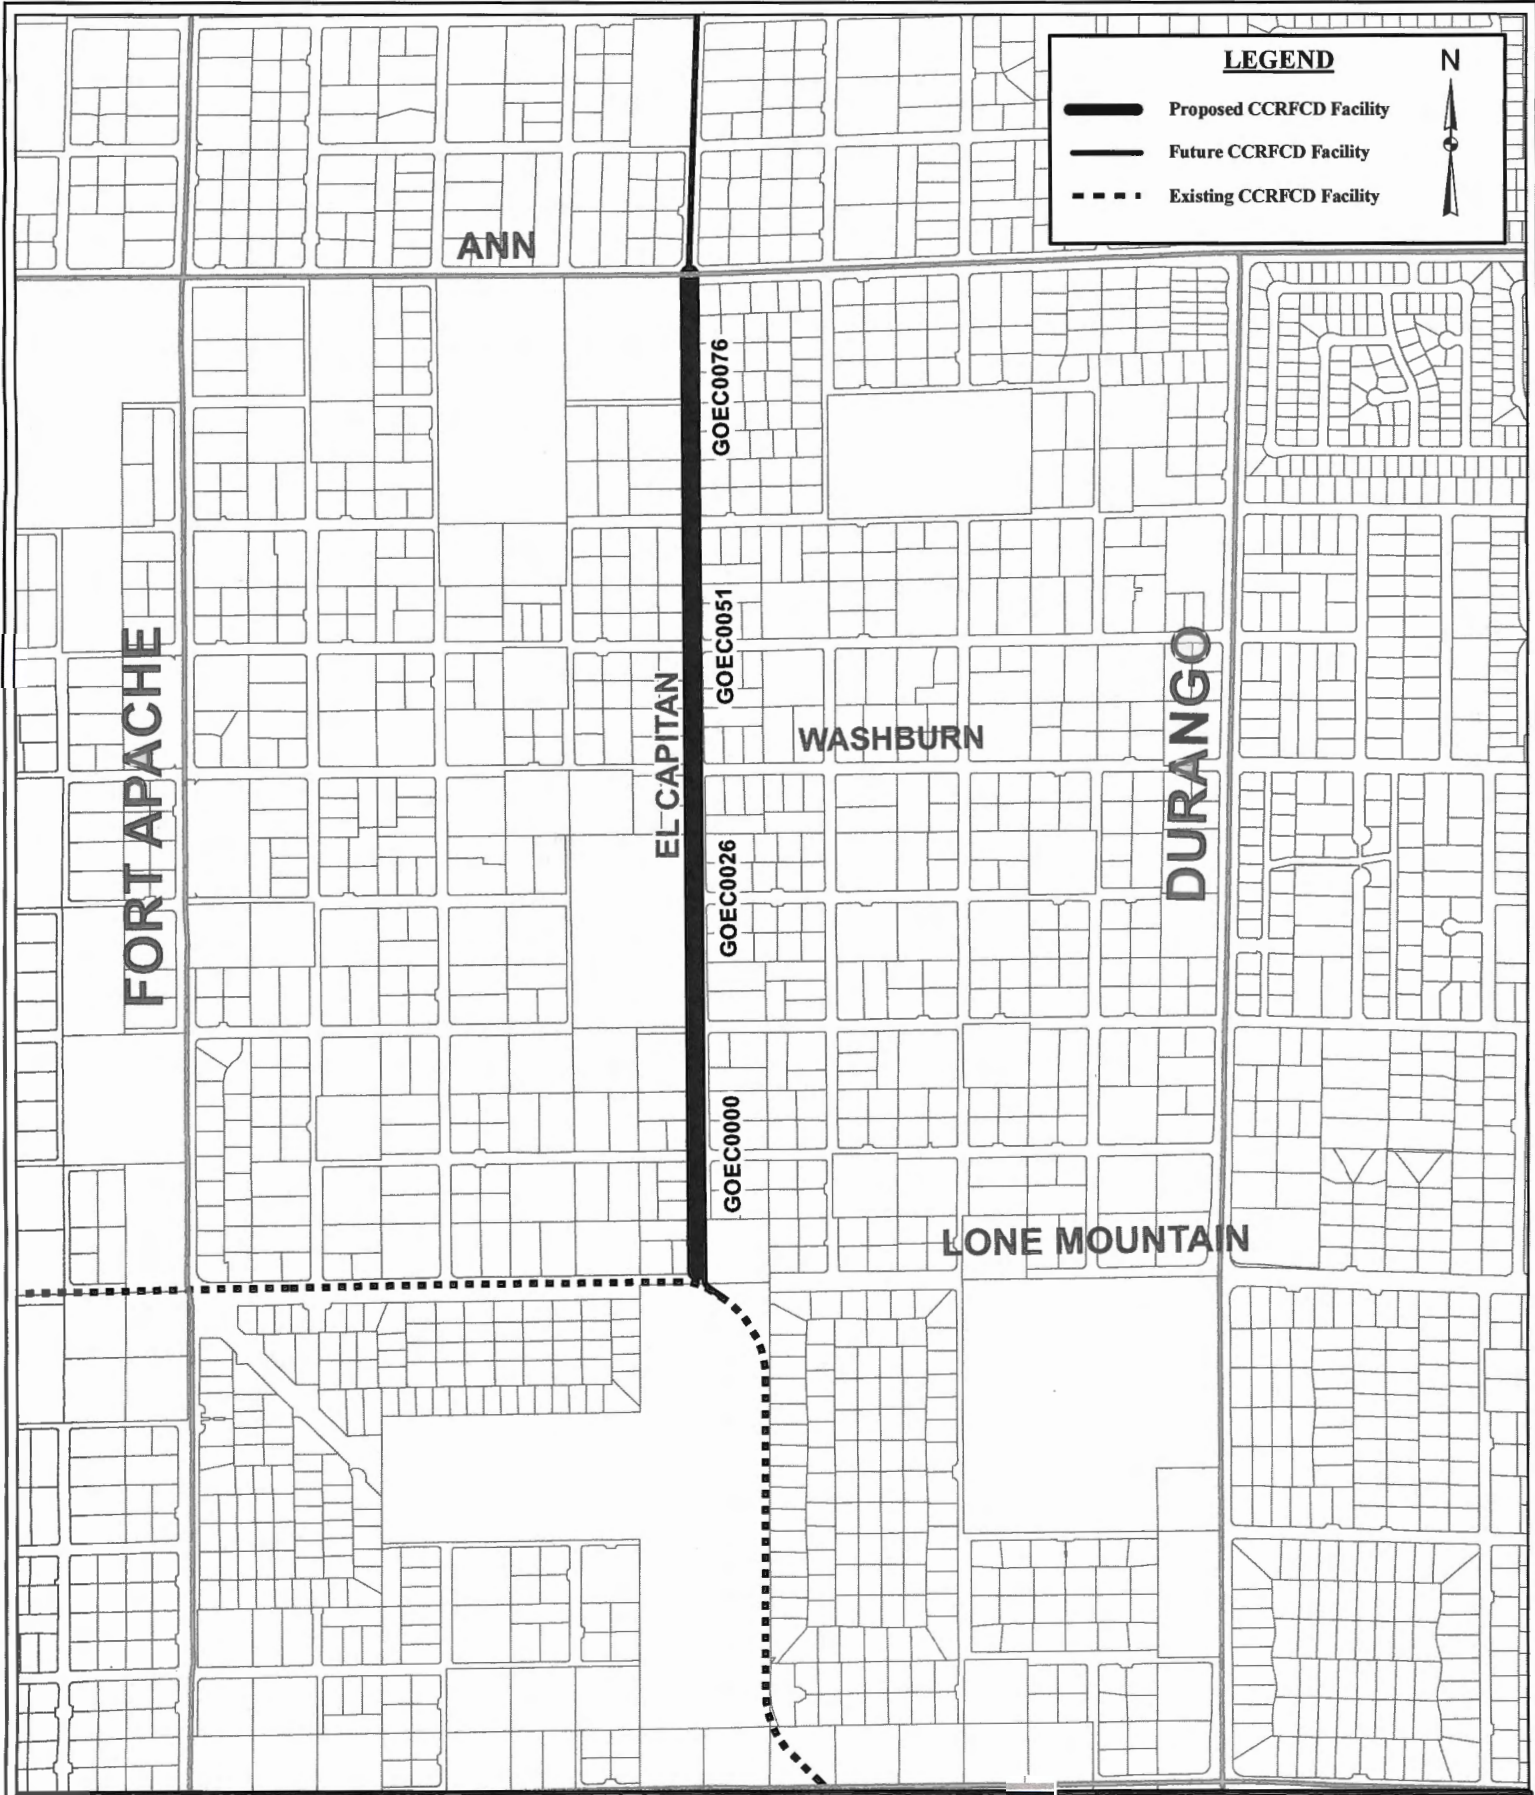 LEGEND
N
Proposed CCRFCD Facility
Future CCRFCD Facility
Existing CCRFCD Facility
ANN
GOEC0076
GOEC0051
FORT APACHE
EL CAPITAN
WASHBURN
DURANGO
GOEC0026
GOEC0000
LONE MOUNTAIN